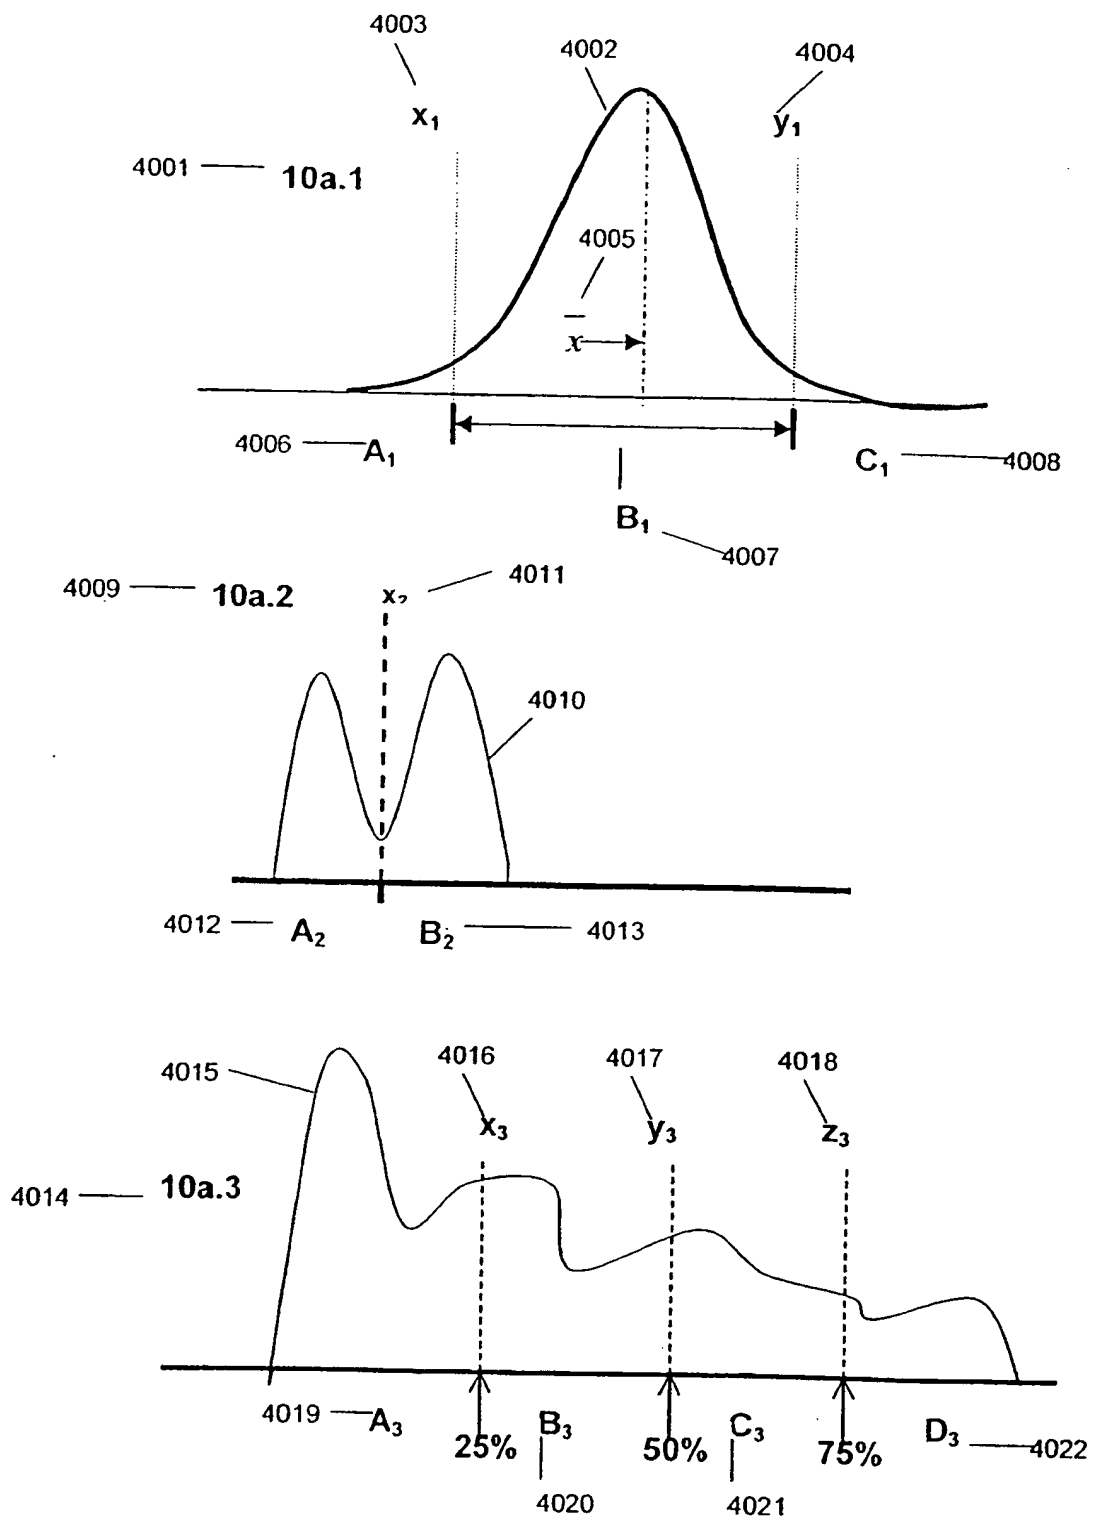 4003
4002
4004
x₁
y₁
4001
10a.1
4005
x̅
4006
A₁
C₁
4008
B₁
4007
4009
10a.2
x₂
4011
4010
4012
A₂
B₂
4013
4016
4017
4018
4015
x₃
y₃
z₃
4014
10a.3
4019
A₃
B₃
C₃
D₃
4022
25%
50%
75%
4020
4021